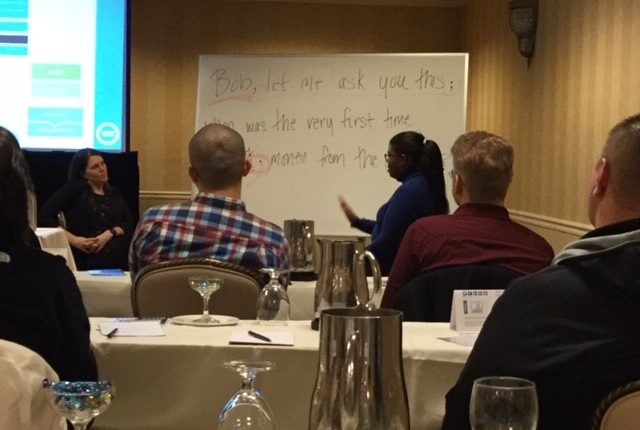 Bob, let me ask you this;
when was the very first time
money from the